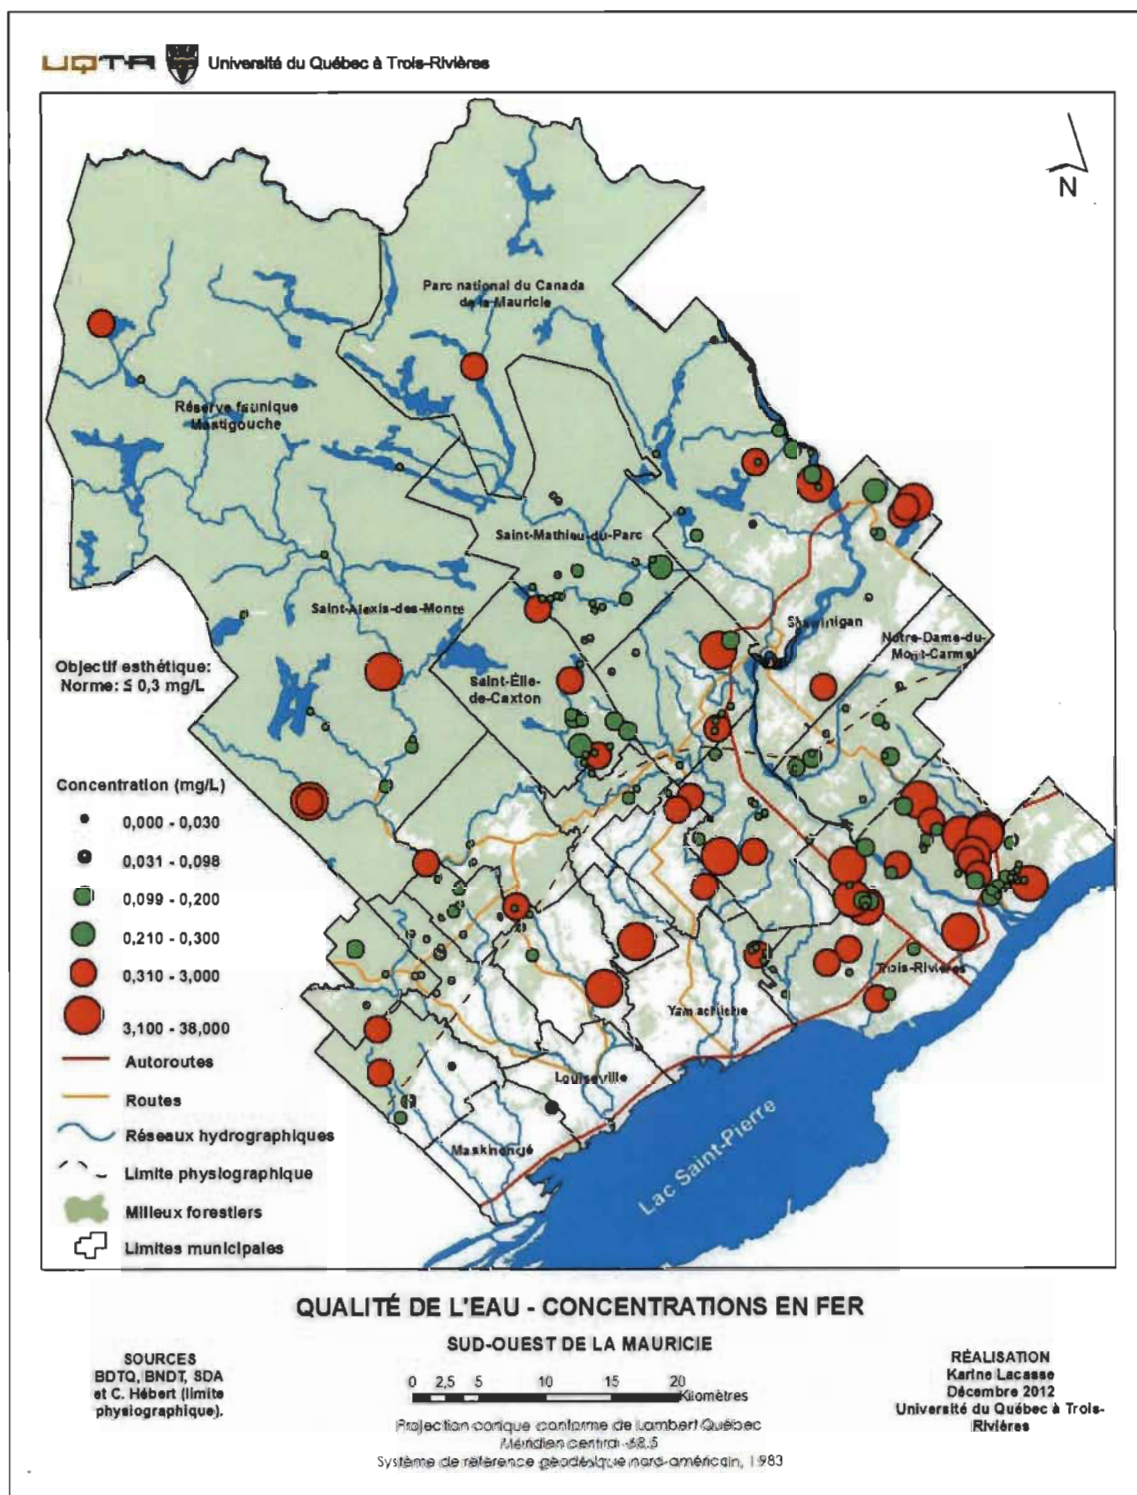 UQTR Université du Québec à Trois-Rivières
N
Parc national du Canada
de la Mauricie
Réserve faunique
Mastigouche
Saint-Mathieu-du-Parc
Saint-Alexis-des-Monts
Shawinigan
Notre-Dame-du-
Mont-Carmel
Saint-Élie-
de-Caxton
Trois-Rivières
Yamachiche
Louiseville
Maskinongé
Lac Saint-Pierre
Objectif esthétique:
Norme: ≤ 0,3 mg/L
Concentration (mg/L)
0,000 - 0,030
0,031 - 0,098
0,099 - 0,200
0,210 - 0,300
0,310 - 3,000
3,100 - 38,000
Autoroutes
Routes
Réseaux hydrographiques
Limite physiographique
Milieux forestiers
Limites municipales
QUALITÉ DE L'EAU - CONCENTRATIONS EN FER
SUD-OUEST DE LA MAURICIE
SOURCES
BDTQ, BNDT, SDA
et C. Hébert (limite
physiographique).
0 2,5 5 10 15 20
Kilomètres
Projection conique conforme de Lambert Québec
Méridien central -68.5
Système de référence géodésique nord-américain, 1983
RÉALISATION
Karine Lacasse
Décembre 2012
Université du Québec à Trois-
Rivières